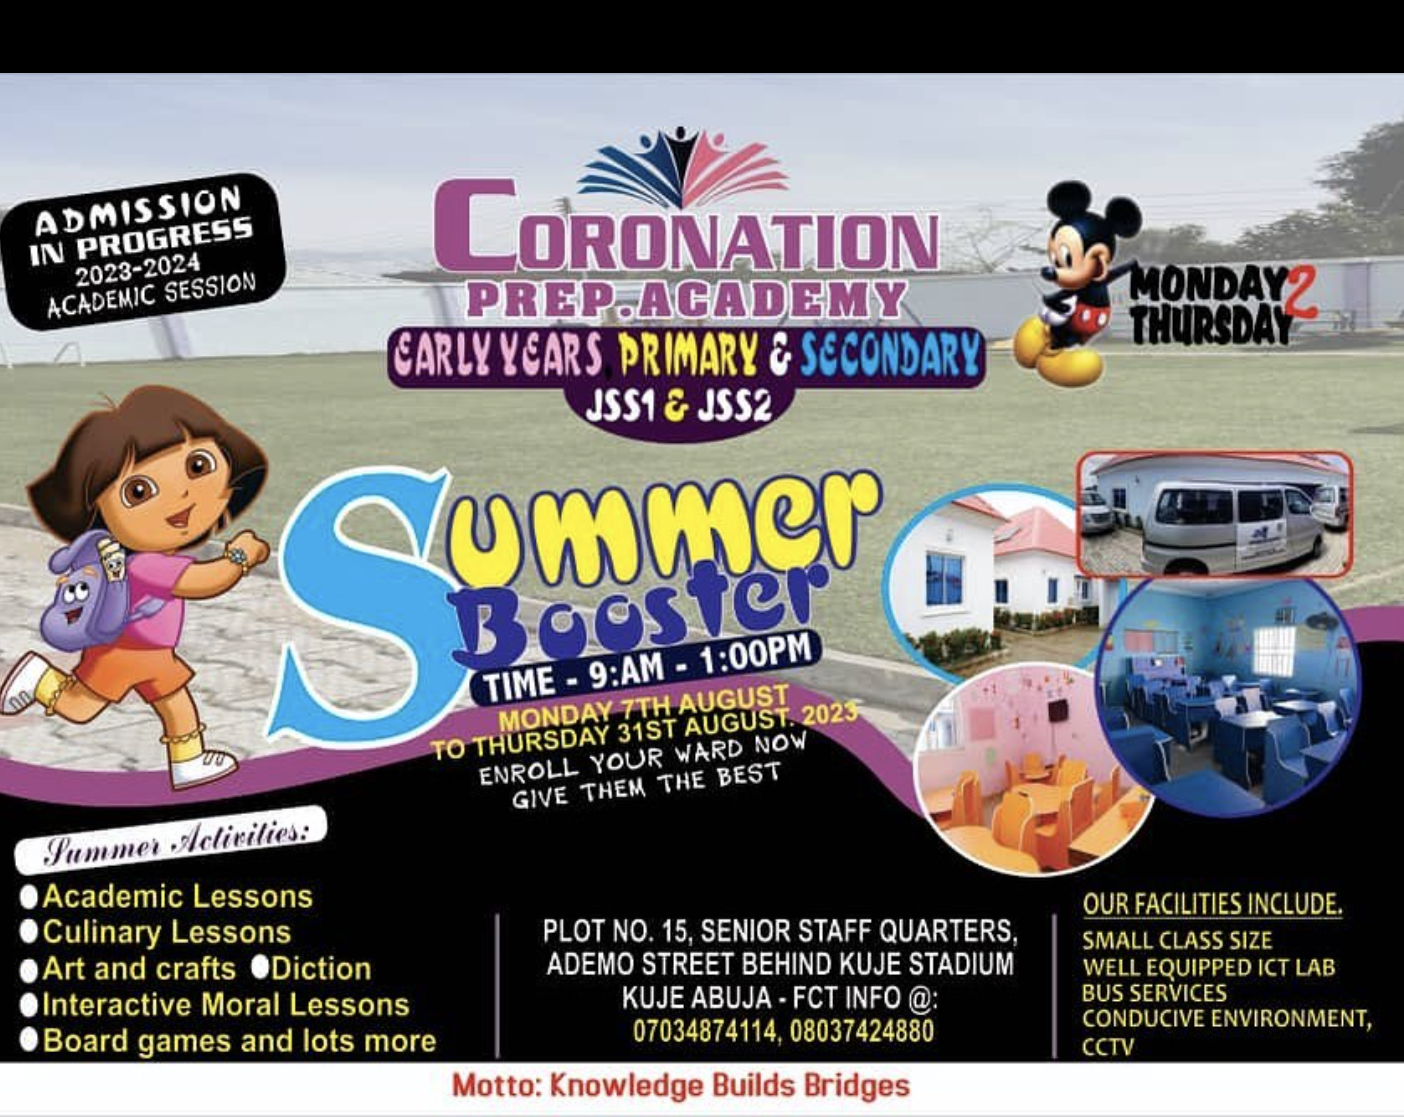 ADMISSION
IN PROGRESS
2023-2024
ACADEMIC SESSION
CORONATION
PREP.ACADEMY
EARLY YEARS, PRIMARY & SECONDARY
JSS1 & JSS2
MONDAY 2
THURSDAY
Summer
Booster
TIME - 9:AM - 1:00PM
MONDAY 7TH AUGUST
TO THURSDAY 31ST AUGUST. 2023
ENROLL YOUR WARD NOW
GIVE THEM THE BEST
Summer Activities:
Academic Lessons
Culinary Lessons
Art and crafts Diction
Interactive Moral Lessons
Board games and lots more
PLOT NO. 15, SENIOR STAFF QUARTERS,
ADEMO STREET BEHIND KUJE STADIUM
KUJE ABUJA - FCT INFO @:
07034874114, 08037424880
OUR FACILITIES INCLUDE.
SMALL CLASS SIZE
WELL EQUIPPED ICT LAB
BUS SERVICES
CONDUCIVE ENVIRONMENT,
CCTV
Motto: Knowledge Builds Bridges